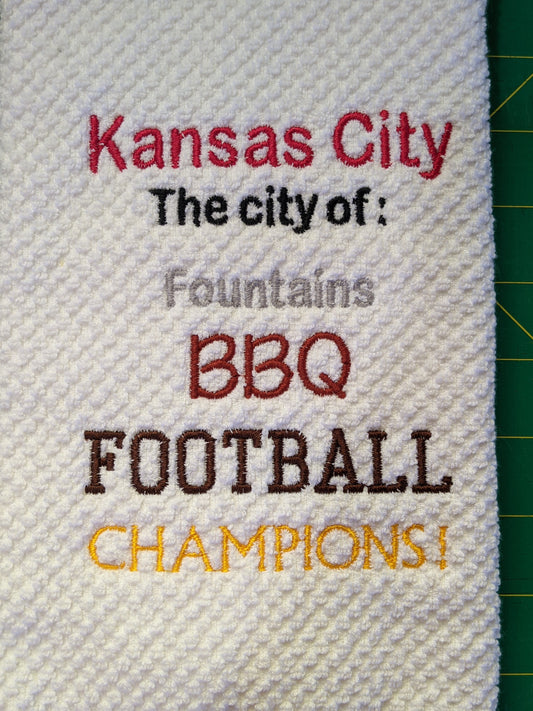 Kansas City
The city of:
Fountains
BBQ
FOOTBALL
CHAMPIONS!